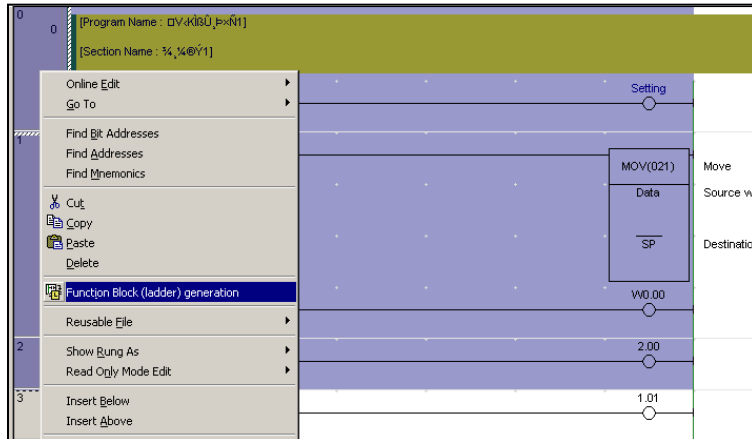 0
0
[Program Name : ¤V‹KÌßÛ¸Þ×Ñ1]
[Section Name : ¾¸¼®Ý1]
Online Edit
Go To
Setting
1
Find Bit Addresses
Find Addresses
Find Mnemonics
MOV(021)
Move
Cut
Data
Source w
Copy
Paste
SP
Destinatio
Delete
Function Block (ladder) generation
W0.00
Reusable File
2
Show Rung As
2.00
Read Only Mode Edit
3
Insert Below
1.01
Insert Above